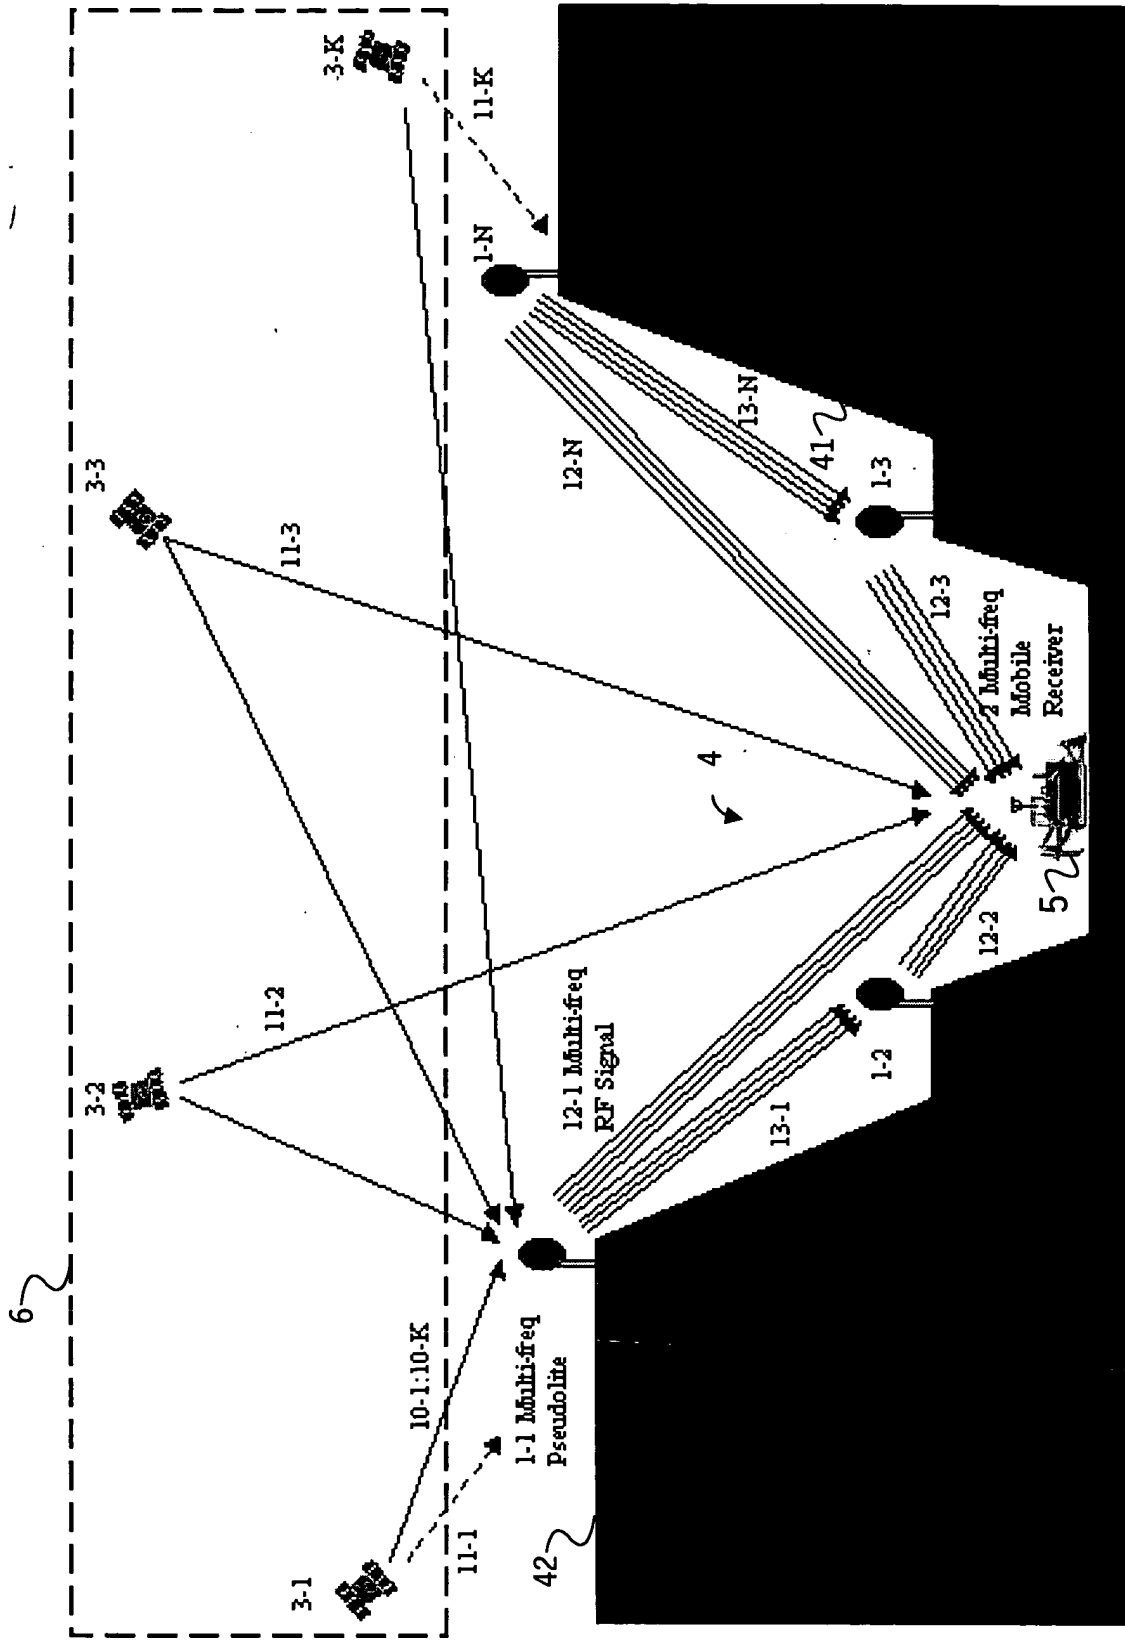 6
3-1
3-2
3-3
3-K
10-1:10-K
11-1
11-2
11-3
11-K
42
1-1 Multi-freq
Pseudolite
12-1 Multi-freq
RF Signal
4
12-N
1-N
13-1
13-N
41
1-2
1-3
12-2
12-3
5
2 Multi-freq
Mobile
Receiver